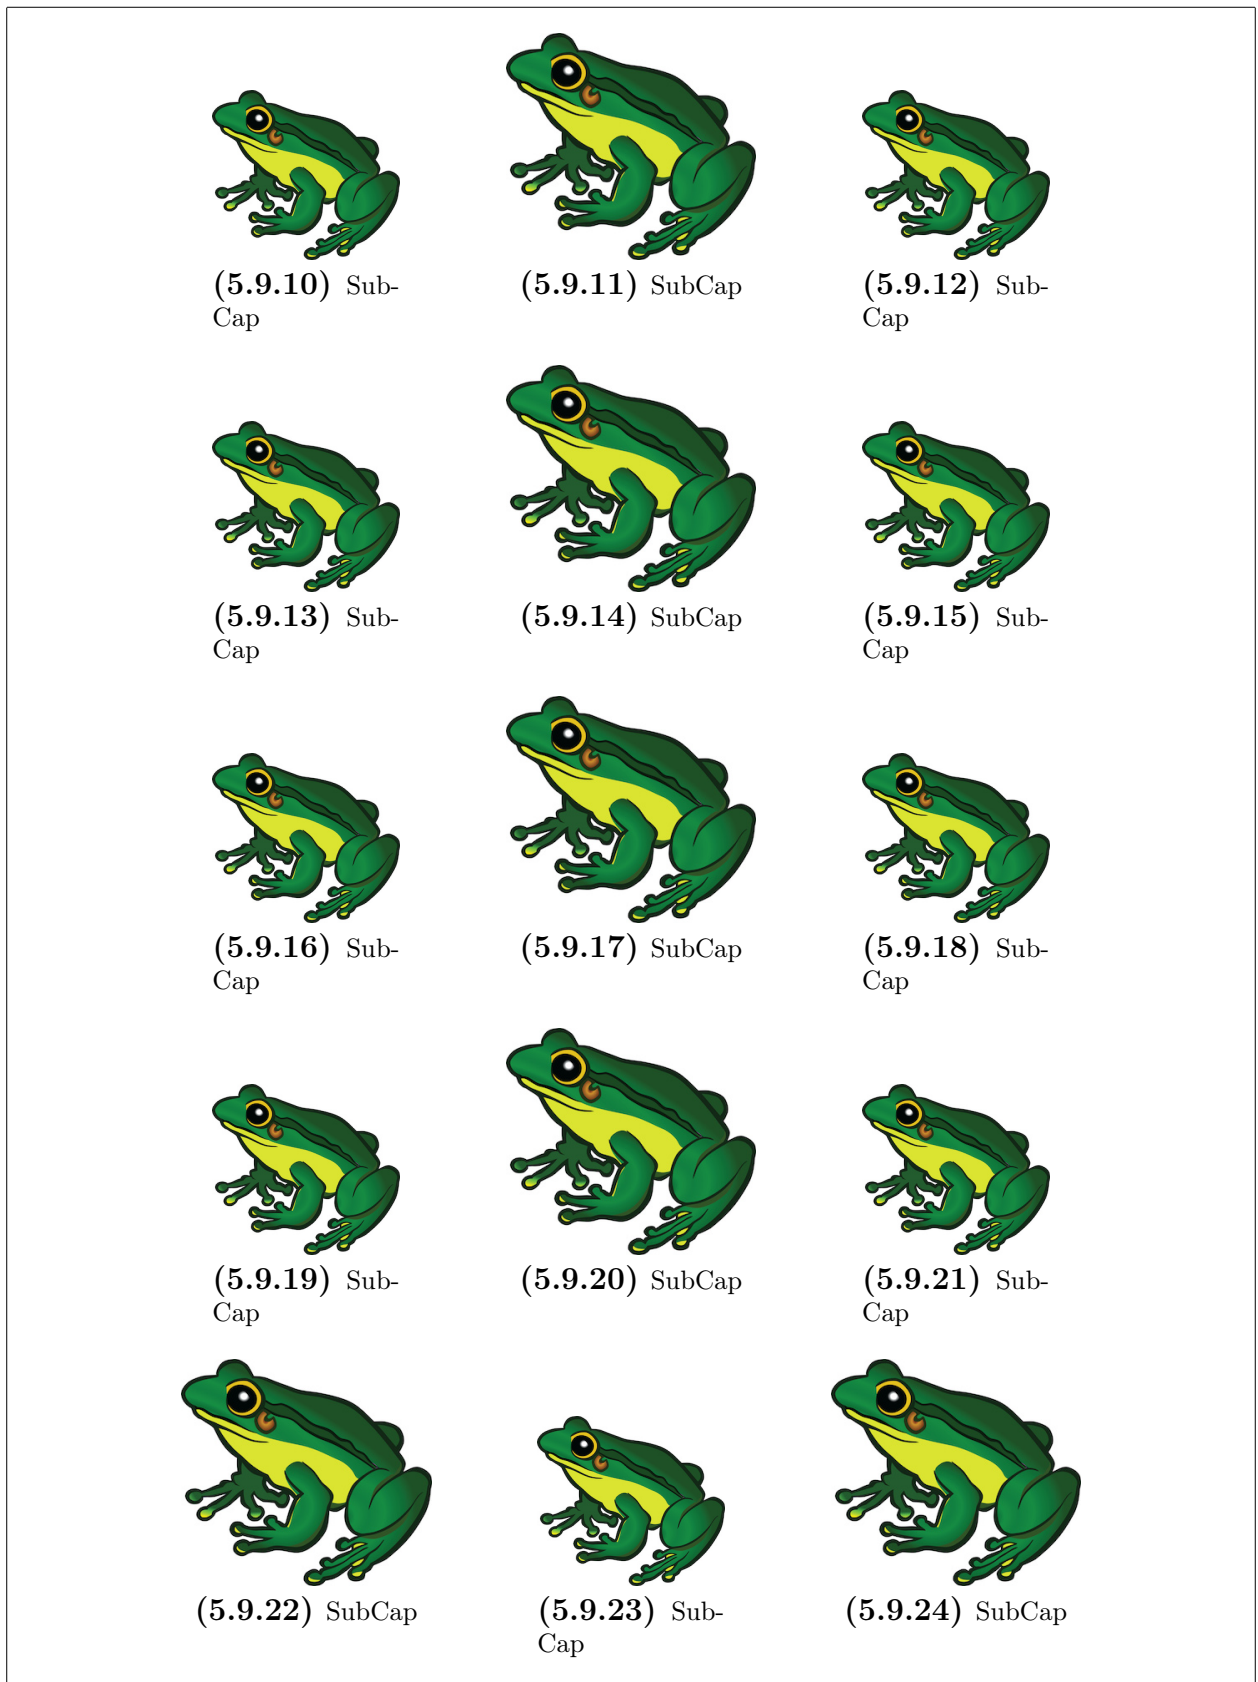 (5.9.10) Sub-
Cap
(5.9.11) SubCap
(5.9.12) Sub-
Cap
(5.9.13) Sub-
Cap
(5.9.14) SubCap
(5.9.15) Sub-
Cap
(5.9.16) Sub-
Cap
(5.9.17) SubCap
(5.9.18) Sub-
Cap
(5.9.19) Sub-
Cap
(5.9.20) SubCap
(5.9.21) Sub-
Cap
(5.9.22) SubCap
(5.9.23) Sub-
Cap
(5.9.24) SubCap